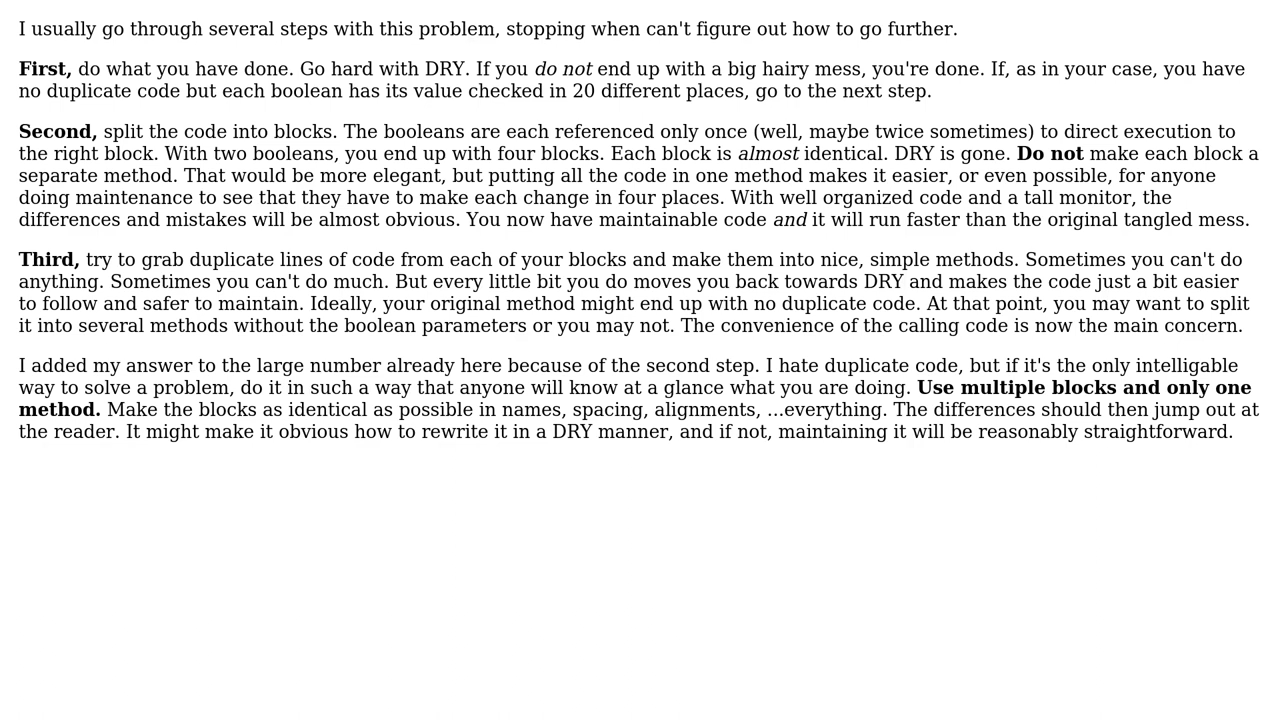 I usually go through several steps with this problem, stopping when can't figure out how to go further.
First, do what you have done. Go hard with DRY. If you do not end up with a big hairy mess, you're done. If, as in your case, you have
no duplicate code but each boolean has its value checked in 20 different places, go to the next step.
Second, split the code into blocks. The booleans are each referenced only once (well, maybe twice sometimes) to direct execution to
the right block. With two booleans, you end up with four blocks. Each block is almost identical. DRY is gone. Do not make each block a
separate method. That would be more elegant, but putting all the code in one method makes it easier, or even possible, for anyone
doing maintenance to see that they have to make each change in four places. With well organized code and a tall monitor, the
differences and mistakes will be almost obvious. You now have maintainable code and it will run faster than the original tangled mess.
Third, try to grab duplicate lines of code from each of your blocks and make them into nice, simple methods. Sometimes you can't do
anything. Sometimes you can't do much. But every little bit you do moves you back towards DRY and makes the code just a bit easier
to follow and safer to maintain. Ideally, your original method might end up with no duplicate code. At that point, you may want to split
it into several methods without the boolean parameters or you may not. The convenience of the calling code is now the main concern.
I added my answer to the large number already here because of the second step. I hate duplicate code, but if it's the only intelligable
way to solve a problem, do it in such a way that anyone will know at a glance what you are doing. Use multiple blocks and only one
method. Make the blocks as identical as possible in names, spacing, alignments, ...everything. The differences should then jump out at
the reader. It might make it obvious how to rewrite it in a DRY manner, and if not, maintaining it will be reasonably straightforward.